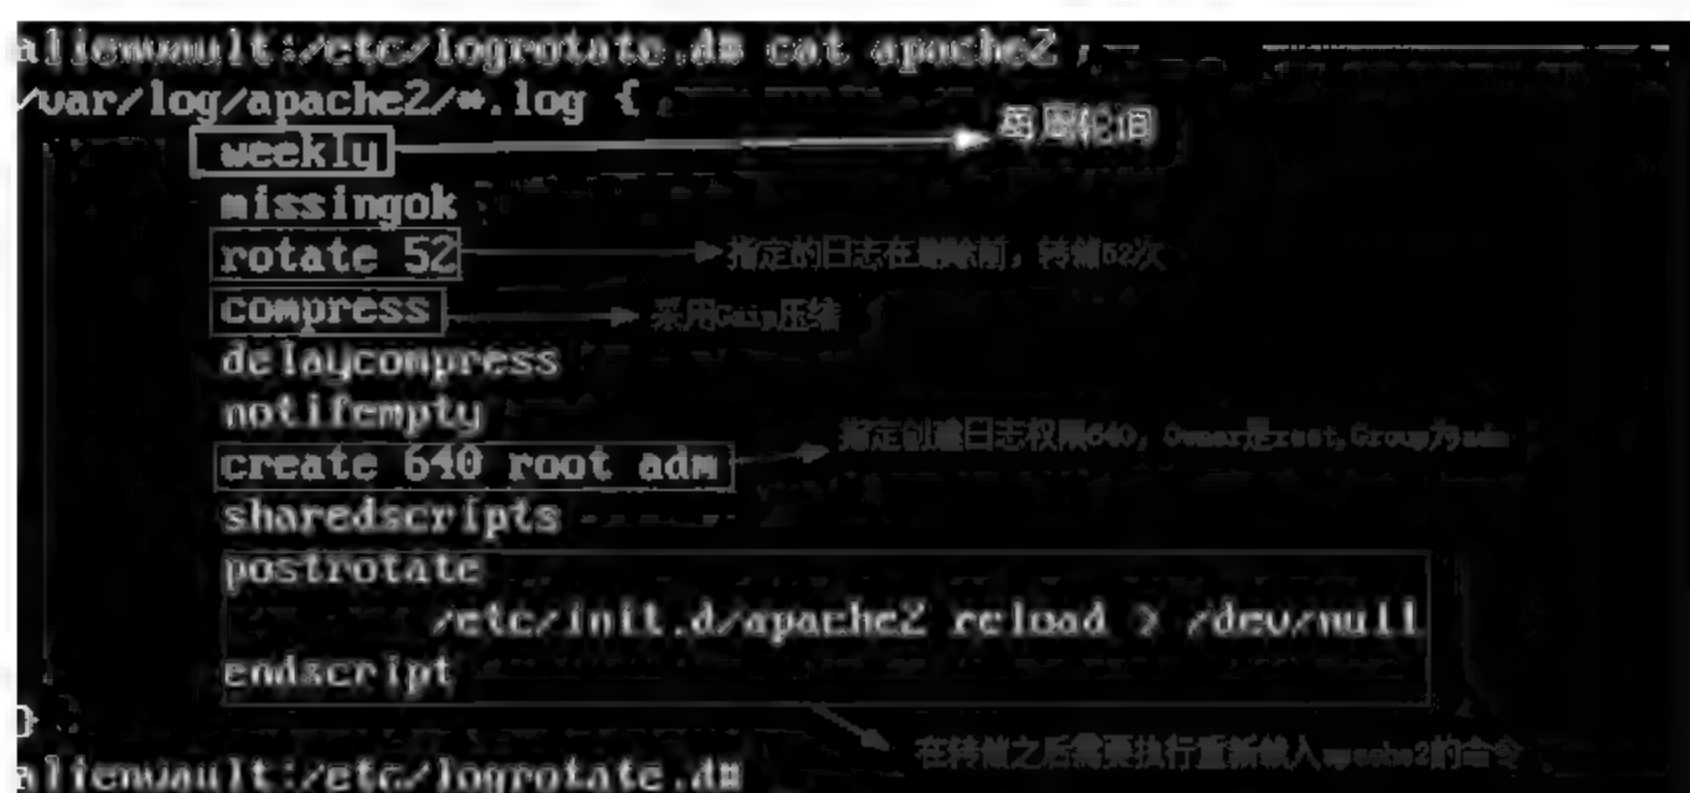 alienvault:/etc/logrotate.d# cat apache2
/var/log/apache2/*.log {
weekly
每周轮询
missingok
rotate 52
指定的日志在删除前，转储52次
compress
采用Gzip压缩
delaycompress
notifempty
create 640 root adm
指定创建日志权限640，Owner是root,Group为adm
sharedscripts
postrotate
/etc/init.d/apache2 reload > /dev/null
endscript
}
在转储之后需要执行重新载入apache2的命令
alienvault:/etc/logrotate.d#